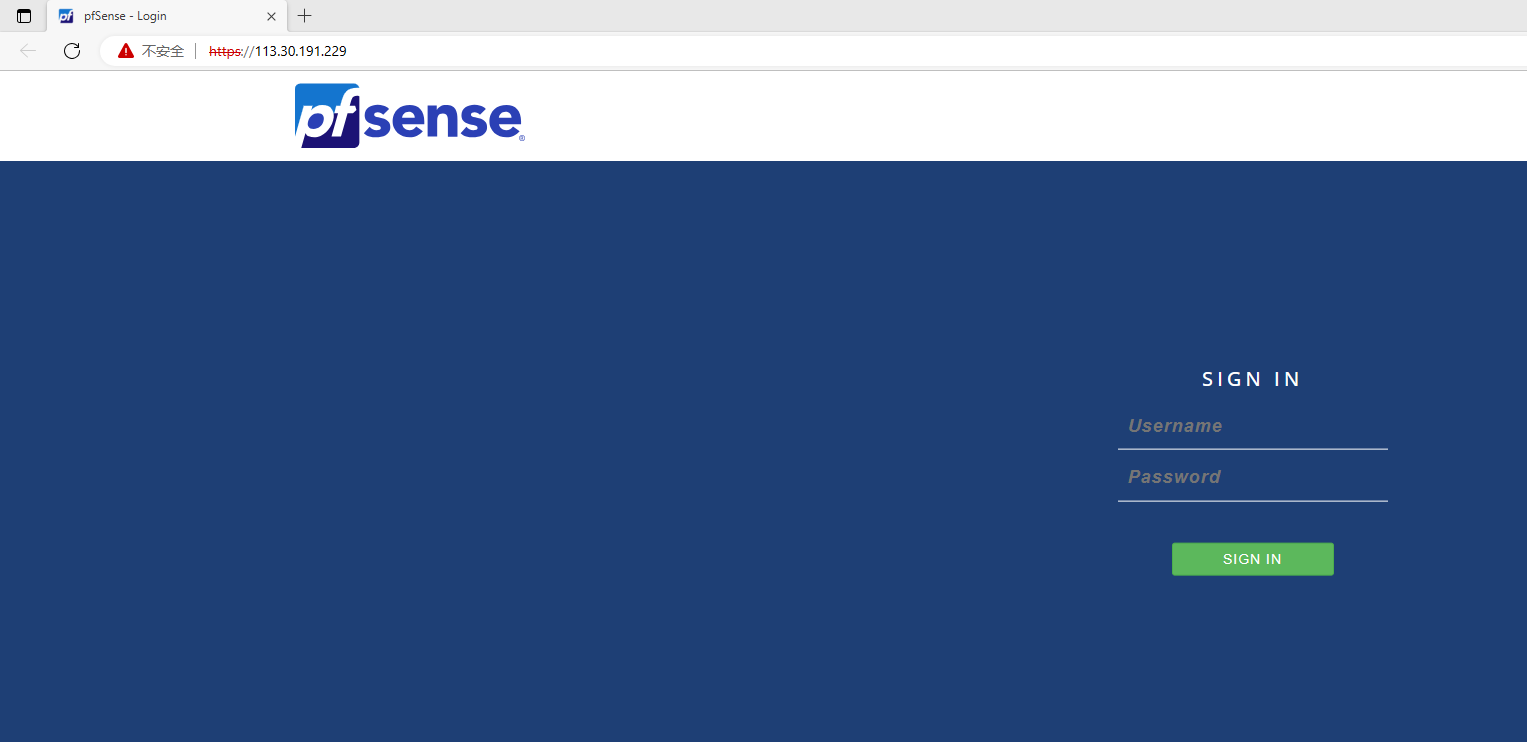 pfSense - Login
不安全 https://113.30.191.229
pfsense®
SIGN IN
Username
Password
SIGN IN